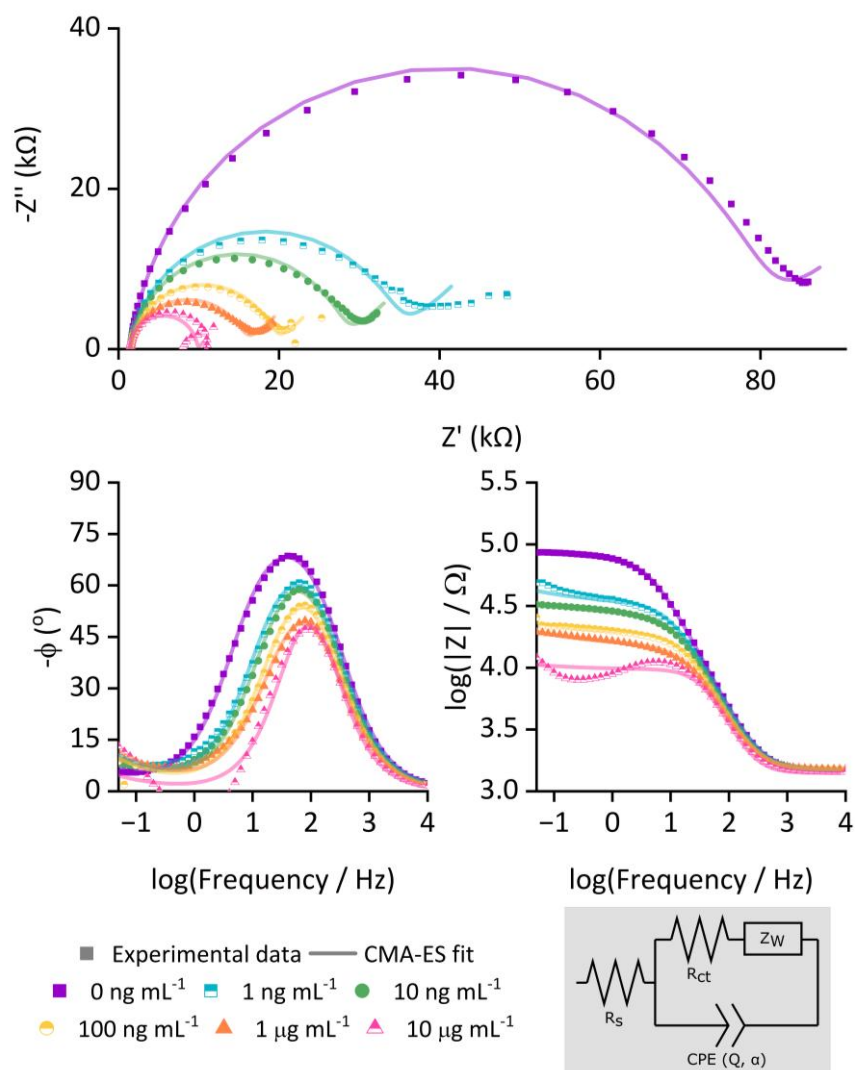 40
20
0
-Z'' (kΩ)
0 20 40 60 80
Z' (kΩ)
90
75
60
45
30
15
0
-ϕ (°)
−1 0 1 2 3 4
log(Frequency / Hz)
5.5
5.0
4.5
4.0
3.5
3.0
log(|Z| / Ω)
−1 0 1 2 3 4
log(Frequency / Hz)
Experimental data CMA-ES fit
0 ng mL⁻¹ 1 ng mL⁻¹ 10 ng mL⁻¹
100 ng mL⁻¹ 1 μg mL⁻¹ 10 μg mL⁻¹
Z_W
R_ct
R_s
CPE (Q, α)